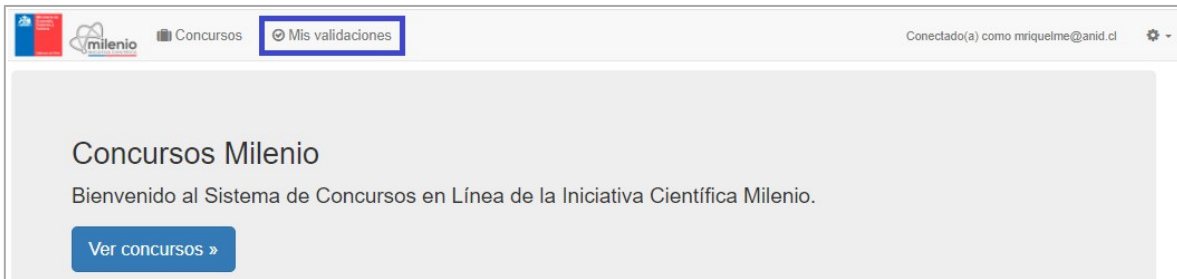 milenio
Concursos
Mis validaciones
Conectado(a) como mriquelme@anid.cl
Concursos Milenio
Bienvenido al Sistema de Concursos en Línea de la Iniciativa Científica Milenio.
Ver concursos »